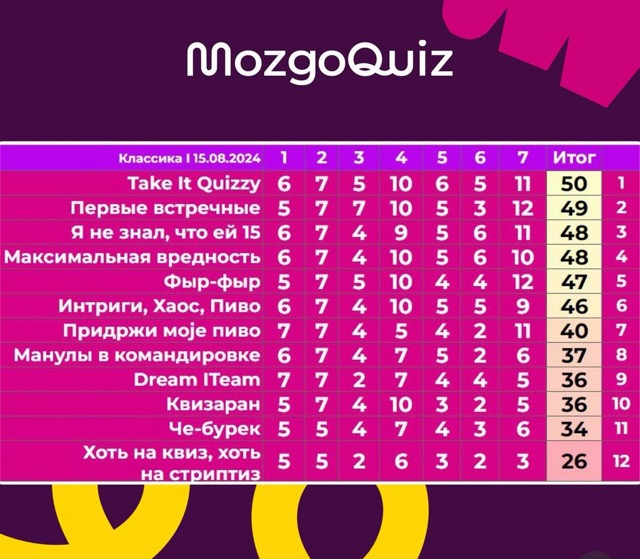 MozgoQuiz
Классика I 15.08.2024 1 2 3 4 5 6 7 Итог
Take It Quizzy 6 7 5 10 6 5 11 50 1
Первые встречные 5 7 7 10 5 3 12 49 2
Я не знал, что ей 15 6 7 4 9 5 6 11 48 3
Максимальная вредность 6 7 4 10 5 6 10 48 4
Фыр-фыр 5 7 5 10 4 4 12 47 5
Интриги, Хаос, Пиво 6 7 4 10 5 5 9 46 6
Придржи моjе пиво 7 7 4 5 4 2 11 40 7
Манулы в командировке 6 7 4 7 5 2 6 37 8
Dream ITeam 7 7 2 7 4 4 5 36 9
Квизаран 5 7 4 10 3 2 5 36 10
Че-бурек 5 5 4 7 4 3 6 34 11
Хоть на квиз, хоть
на стриптиз 5 5 2 6 3 2 3 26 12